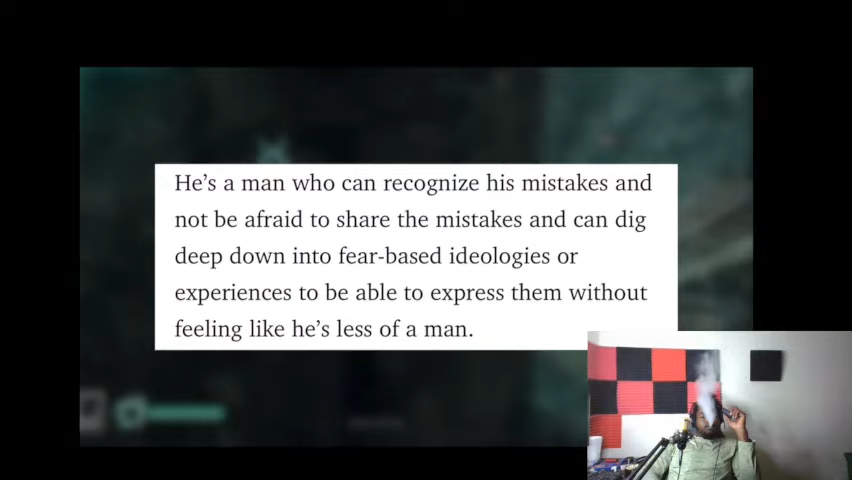 He’s a man who can recognize his mistakes and
not be afraid to share the mistakes and can dig
deep down into fear-based ideologies or
experiences to be able to express them without
feeling like he’s less of a man.